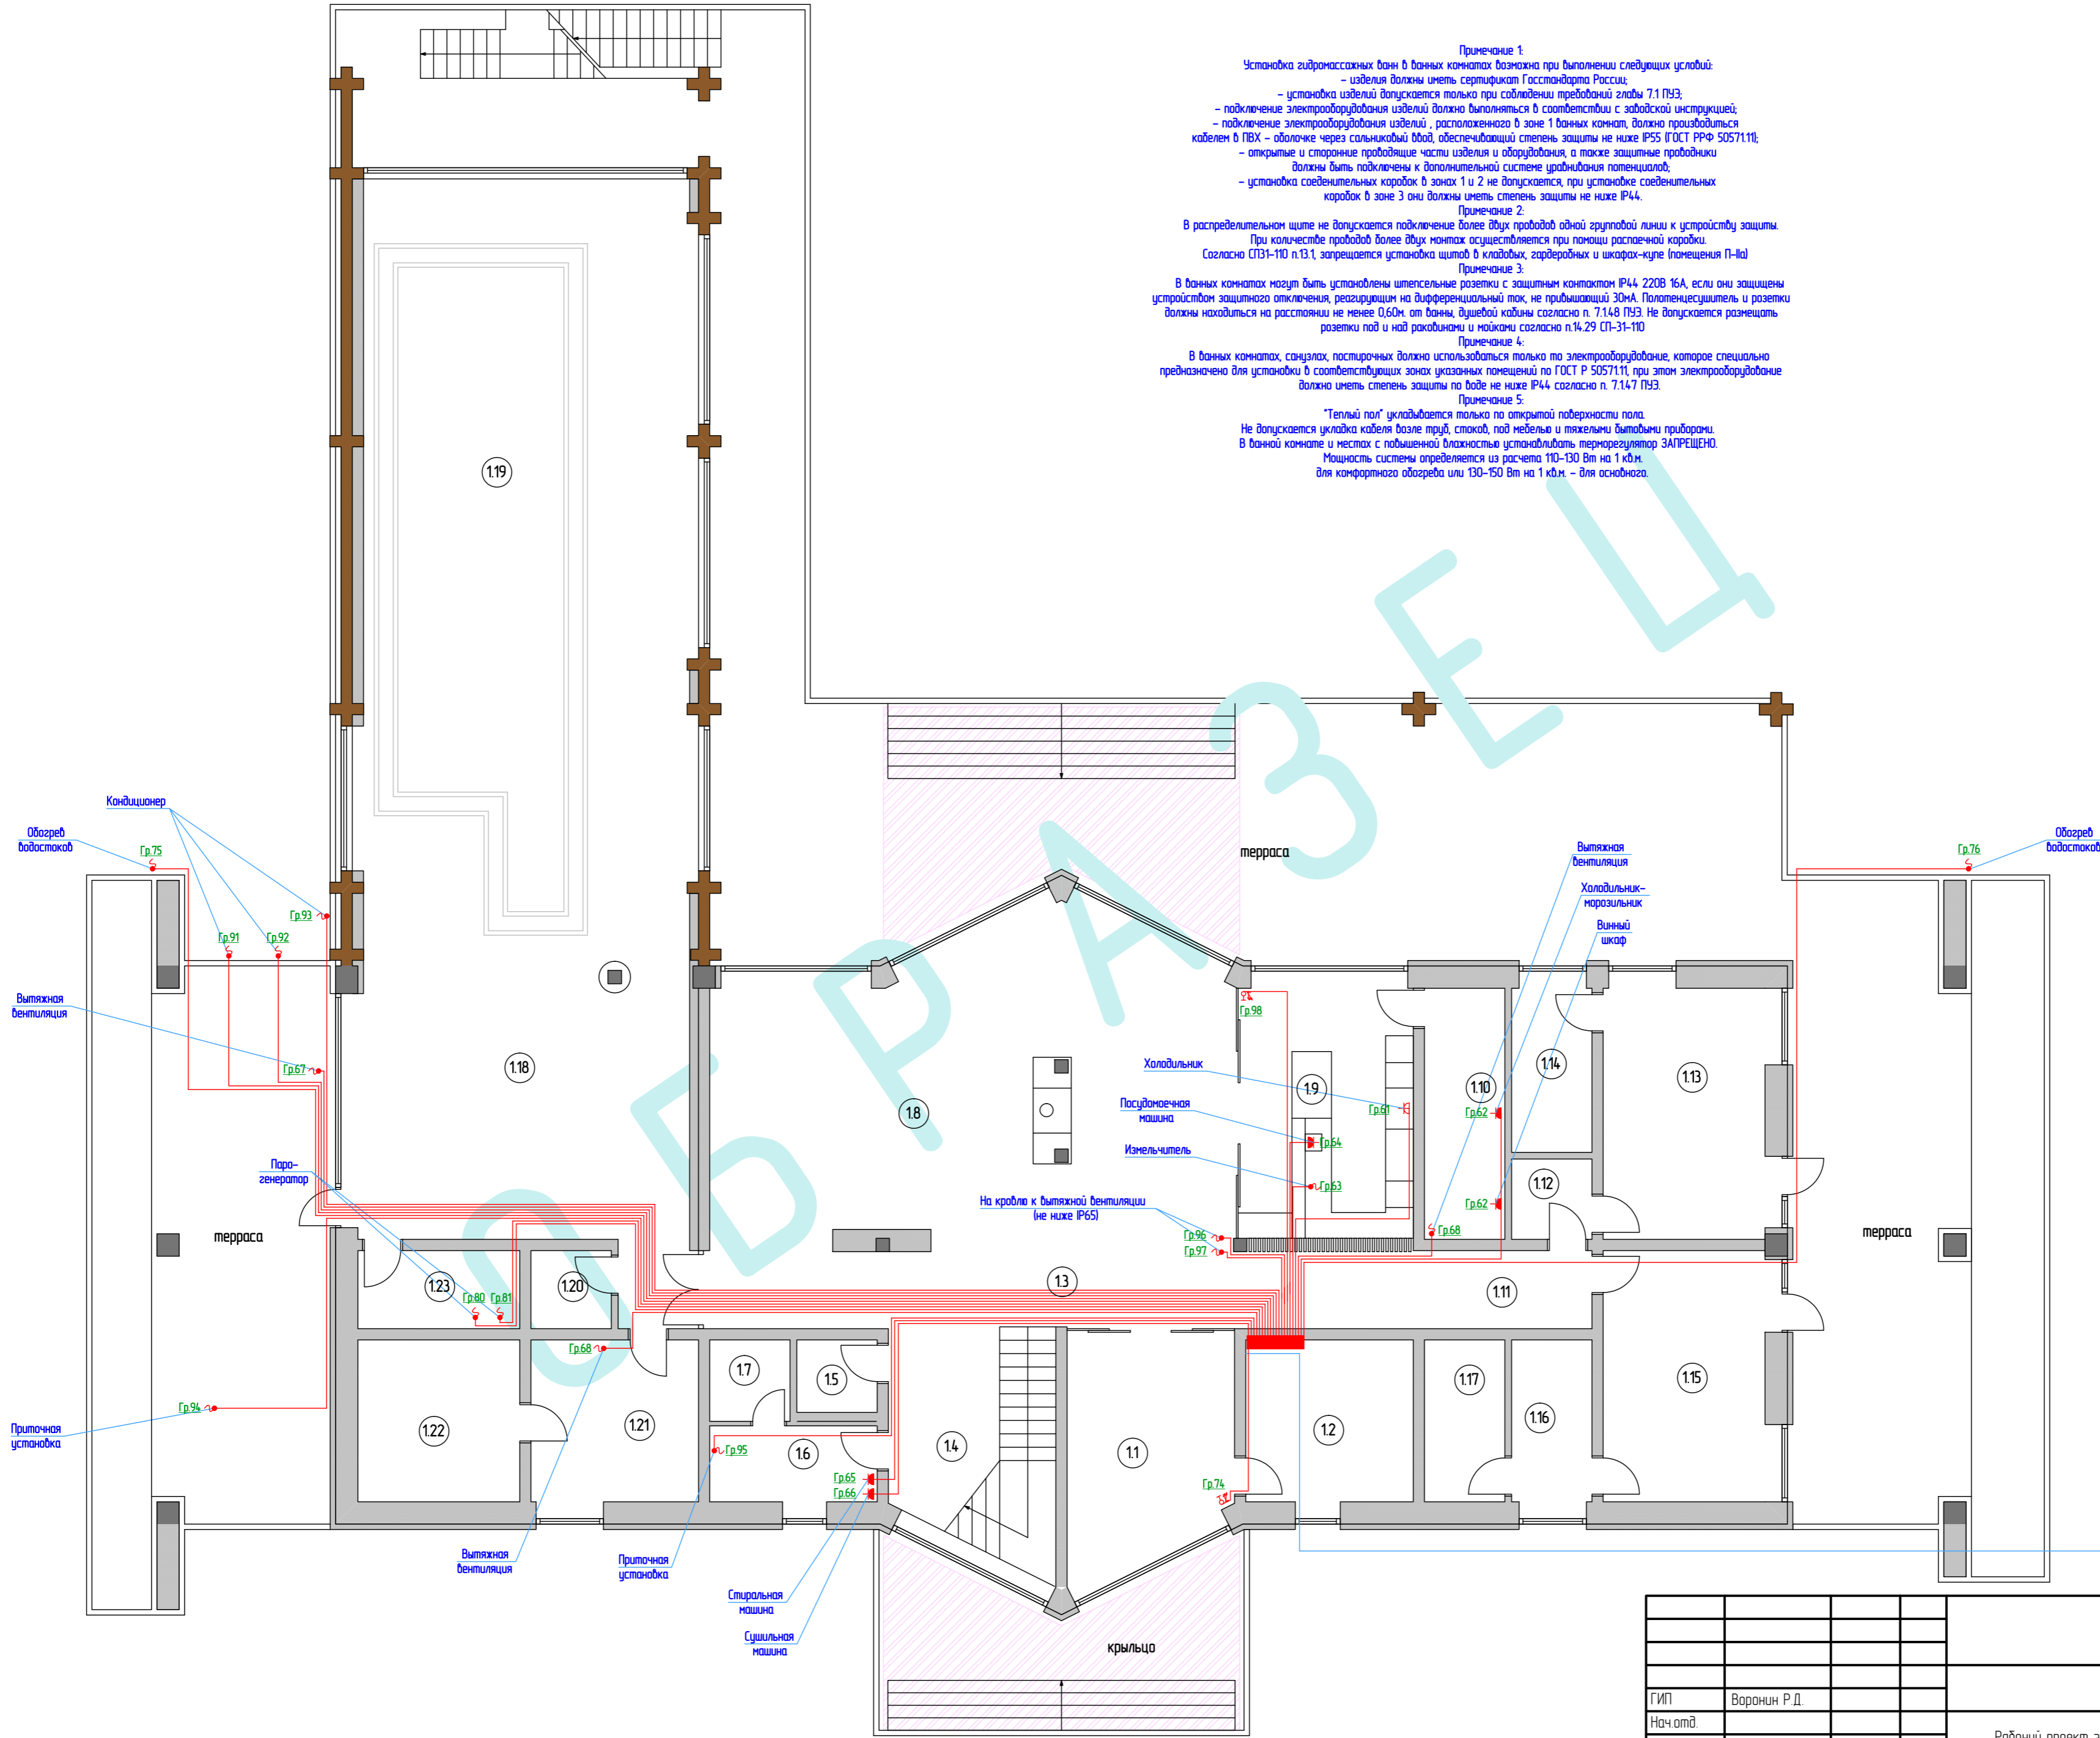 Примечание 1:
Установка гидромассажных ванн в ванных комнатах возможна при выполнении следующих условий:
- изделия должны иметь сертификат Госстандарта России;
- установка изделий допускается только при соблюдении требований главы 7.1 ПУЭ;
- подключение электрооборудования изделий должно выполняться в соответствии с заводской инструкцией;
- подключение электрооборудования изделий , расположенного в зоне 1 ванных комнат, должно производиться
кабелем в ПВХ - оболочке через сальниковый ввод, обеспечивающий степень защиты не ниже IP55 (ГОСТ РРФ 50571.11);
- открытые и сторонние проводящие части изделия и оборудования, а также защитные проводники
должны быть подключены к дополнительной системе уравнивания потенциалов;
- установка соеденительных коробок в зонах 1 и 2 не допускается, при установке соеденительных
коробок в зоне 3 они должны иметь степень защиты не ниже IP44.
Примечание 2:
В распределительном щите не допускается подключение более двух проводов одной групповой линии к устройству защиты.
При количестве проводов более двух монтаж осуществляется при помощи распаечной коробки.
Согласно СП31-110 п.13.1, запрещается установка щитов в кладовых, гардеробных и шкафах-купе (помещения П-IIа)
Примечание 3:
В ванных комнатах могут быть установлены штепсельные розетки с защитным контактом IP44 220В 16А, если они защищены
устройством защитного отключения, реагирующим на дифференциальный ток, не привышающий 30мА. Полотенцесушитель и розетки
должны находиться на расстоянии не менее 0,60м. от ванны, душевой кабины согласно п. 7.1.48 ПУЭ. Не допускается размещать
розетки под и над раковинами и мойками согласно п.14.29 СП-31-110
Примечание 4:
В ванных комнатах, санузлах, постирочных должно использоваться только то электрооборудование, которое специально
предназначено для установки в соответствующих зонах указанных помещений по ГОСТ Р 50571.11, при этом электрооборудование
должно иметь степень защиты по воде не ниже IP44 согласно п. 7.1.47 ПУЭ.
Примечание 5:
"Теплый пол" укладывается только по открытой поверхности пола.
Не допускается укладка кабеля возле труб, стоков, под мебелью и тяжелыми бытовыми приборами.
В ванной комнате и местах с повышенной влажностью устанавливать терморегулятор ЗАПРЕЩЕНО.
Мощность системы определяется из расчета 110-130 Вт на 1 кв.м.
для комфортного обогрева или 130-150 Вт на 1 кв.м. - для основного.
ОБРАЗЕЦ
1.19
Кондиционер
Обогрев
водостоков
Гр.75
Гр.93
Гр.91
Гр.92
Вытяжная
вентиляция
Гр.67
1.18
1.8
терраса
Гр.98
Холодильник
1.9
Гр.61
Посудомоечная
машина
Гр.64
Измельчитель
Гр.63
Вытяжная
вентиляция
Холодильник-
морозильник
Винный
шкаф
1.10
Гр.62
1.14
1.13
1.12
Гр.62
Гр.68
Гр.76
Обогрев
водостоков
терраса
На кровлю к вытяжной вентиляции
(не ниже IP65)
Гр.96
Гр.97
Паро-
генератор
терраса
1.23
Гр.80
Гр.81
1.20
1.3
1.11
Гр.68
1.7
1.5
1.17
1.15
Гр.94
Приточная
установка
1.22
1.21
Гр.95
1.6
1.4
1.1
1.2
1.16
Гр.65
Гр.66
Гр.74
Вытяжная
вентиляция
Приточная
установка
Стиральная
машина
Сушильная
машина
крыльцо
ГИП
Воронин Р.Д.
Нач.отд.
Рабочий проект